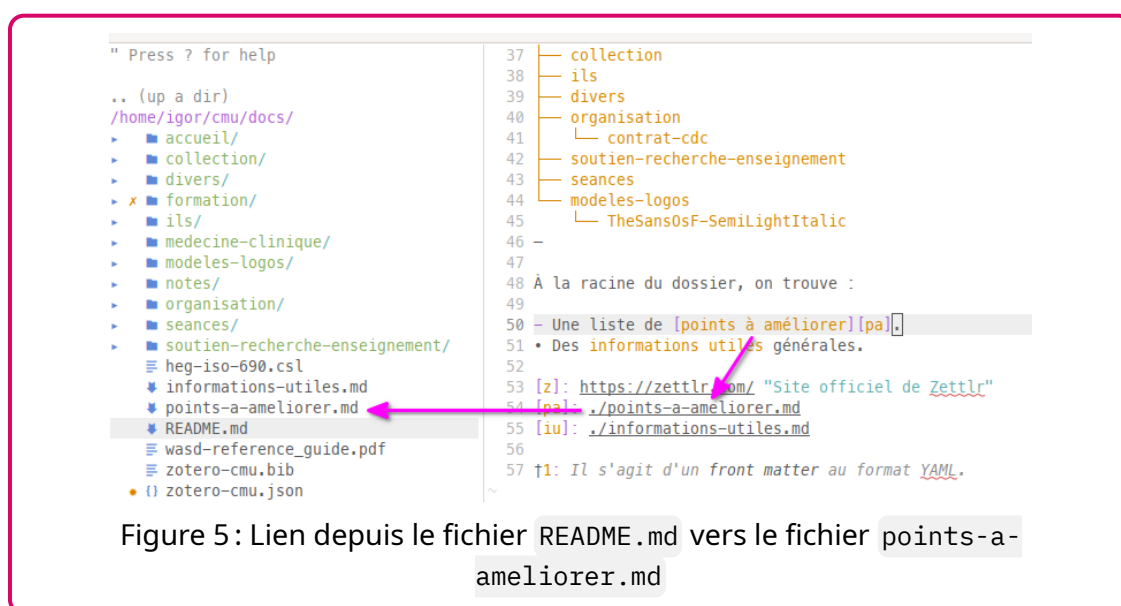 " Press ? for help
.. (up a dir)
/home/igor/cmu/docs/
▸ accueil/
▸ collection/
▸ divers/
▸ ✗ formation/
▸ ils/
▸ medecine-clinique/
▸ modeles-logos/
▸ notes/
▸ organisation/
▸ seances/
▸ soutien-recherche-enseignement/
heg-iso-690.csl
informations-utiles.md
points-a-ameliorer.md
README.md
wasd-reference_guide.pdf
zotero-cmu.bib
{} zotero-cmu.json
37 ├── collection
38 ├── ils
39 ├── divers
40 ├── organisation
41 │   └── contrat-cdc
42 ├── soutien-recherche-enseignement
43 ├── seances
44 └── modeles-logos
45     └── TheSansOsF-SemiLightItalic
46 —
47
48 À la racine du dossier, on trouve :
49
50 - Une liste de [points à améliorer][pa].
51 • Des informations utiles générales.
52
53 [z]: https://zettlr.com/ "Site officiel de Zettlr"
54 [pa]: ./points-a-ameliorer.md
55 [iu]: ./informations-utiles.md
56
57 †1: Il s'agit d'un front matter au format YAML.
~
Figure 5 : Lien depuis le fichier README.md vers le fichier points-a-
ameliorer.md